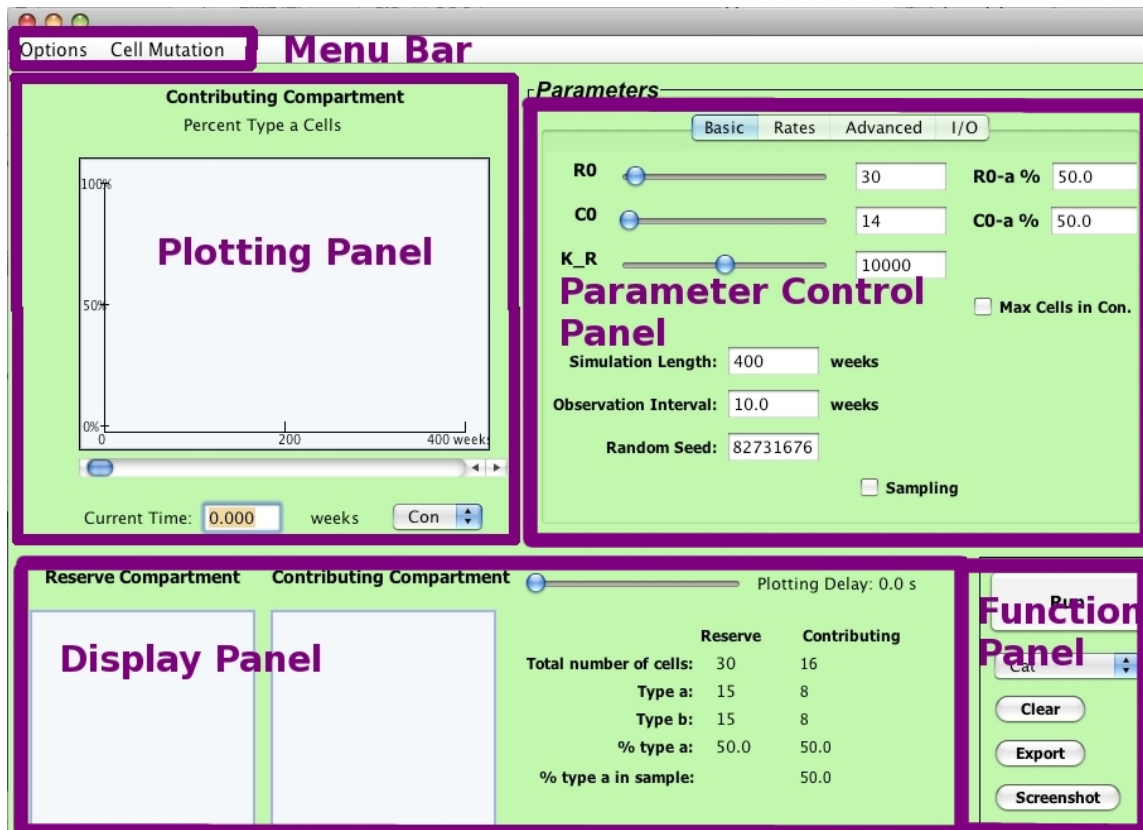 Options Cell Mutation Menu Bar
Contributing Compartment
Percent Type a Cells
100%
Plotting Panel
50%
0%
0 200 400 weeks
Current Time: 0.000 weeks Con
Parameters
Basic Rates Advanced I/O
R0 30 R0-a % 50.0
C0 14 C0-a % 50.0
K_R 10000
Parameter Control
Panel
Max Cells in Con.
Simulation Length: 400 weeks
Observation Interval: 10.0 weeks
Random Seed: 82731676
Sampling
Reserve Compartment Contributing Compartment
Display Panel
Plotting Delay: 0.0 s
Reserve Contributing
Total number of cells: 30 16
Type a: 15 8
Type b: 15 8
% type a: 50.0 50.0
% type a in sample: 50.0
Run
Function
Panel
Cat
Clear
Export
Screenshot